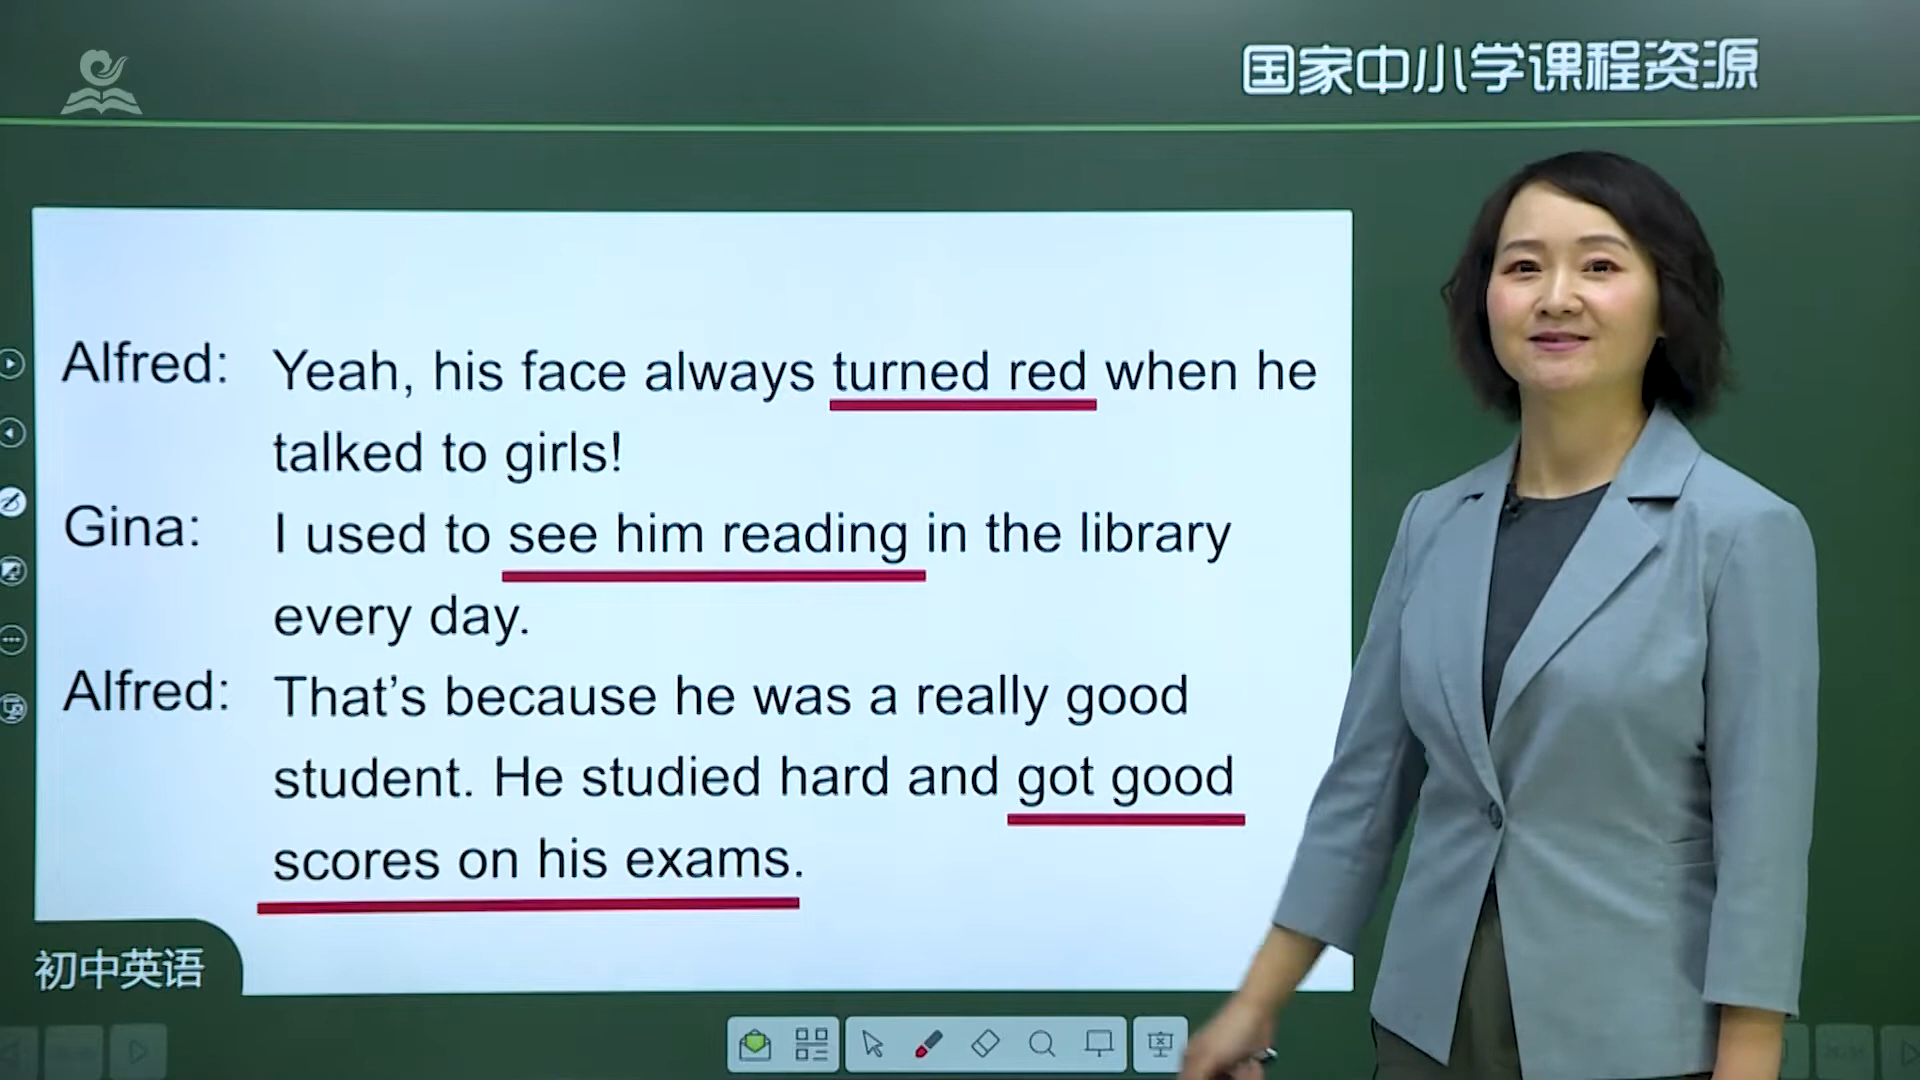 国家中小学课程资源
Alfred: Yeah, his face always turned red when he
talked to girls!
Gina: I used to see him reading in the library
every day.
Alfred: That’s because he was a really good
student. He studied hard and got good
scores on his exams.
初中英语